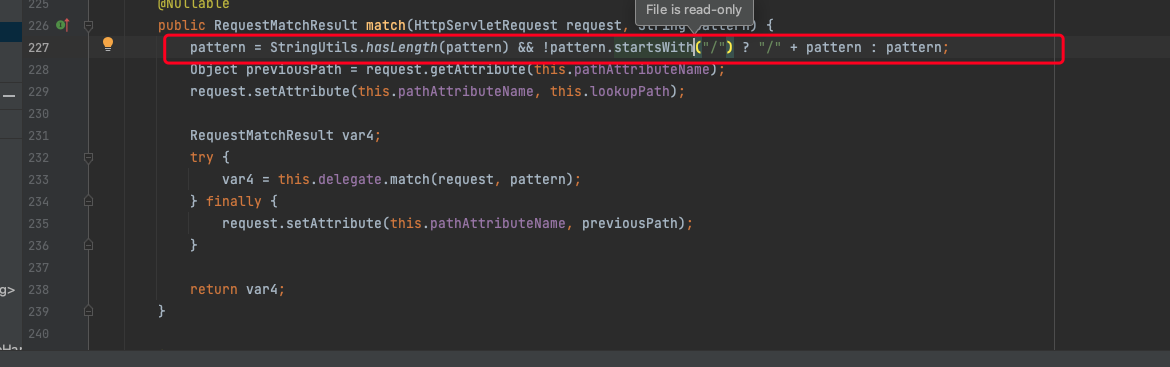 225 @Nullable
File is read-only
226 public RequestMatchResult match(HttpServletRequest request, String pattern) {
227 pattern = StringUtils.hasLength(pattern) && !pattern.startsWith("/") ? "/" + pattern : pattern;
228 Object previousPath = request.getAttribute(this.pathAttributeName);
229 request.setAttribute(this.pathAttributeName, this.lookupPath);
230
231 RequestMatchResult var4;
232 try {
233 var4 = this.delegate.match(request, pattern);
234 } finally {
235 request.setAttribute(this.pathAttributeName, previousPath);
236 }
237
g>
238 return var4;
239 }
240